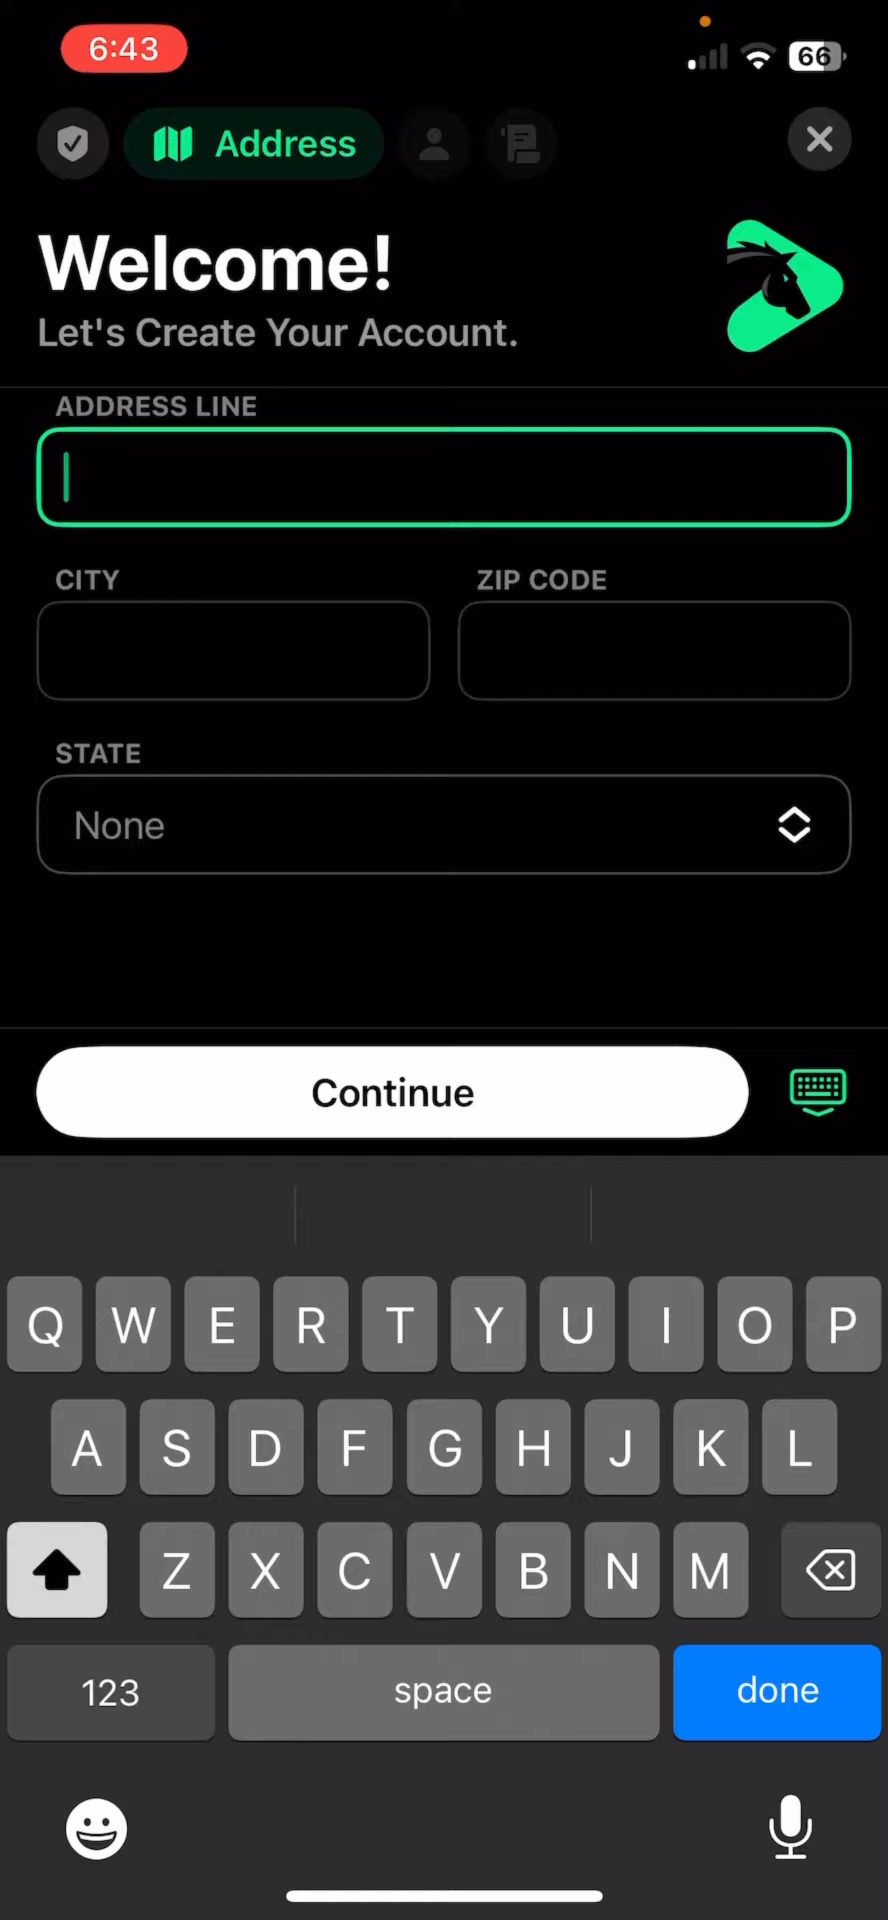 6:43
66
Address
Welcome!
Let's Create Your Account.
ADDRESS LINE
CITY
ZIP CODE
STATE
None
Continue
Q W E R T Y U I O P
A S D F G H J K L
Z X C V B N M
123
space
done